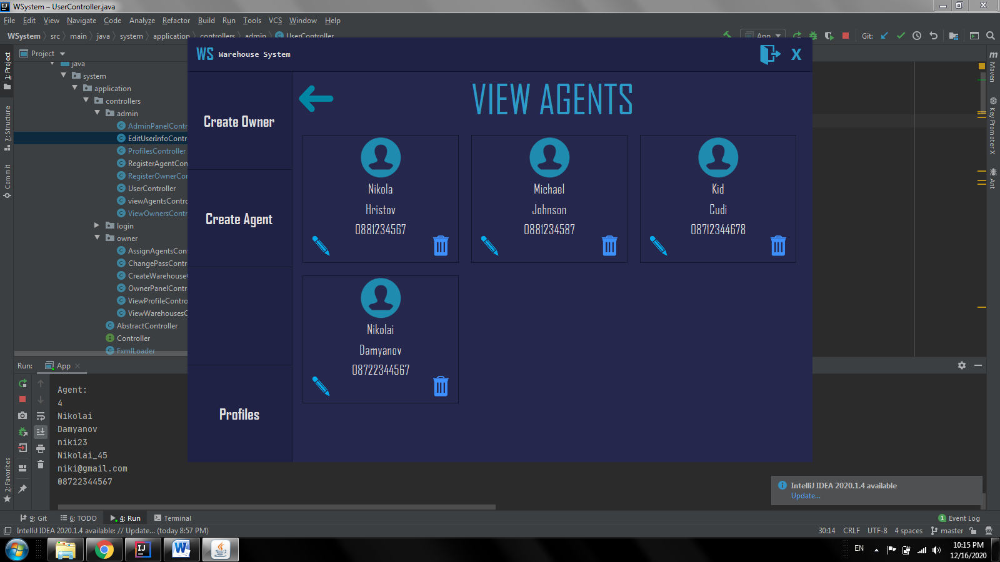 WSystem – UserController.java
File Edit View Navigate Code Analyze Refactor Build Run Tools VCS Window Help
WSystem src main java system application controllers admin UserController
App
Git:
1: Project
7: Structure
Commit
2: Favorites
Project
java
system
application
controllers
admin
AdminPanelContr
EditUserInfoContr
ProfilesController
RegisterAgentCon
RegisterOwnerCor
UserController
viewAgentsContro
ViewOwnersContr
login
owner
AssignAgentsCont
ChangePassContr
CreateWarehouse
OwnerPanelContr
ViewProfileContro
ViewWarehousesC
AbstractController
Controller
FxmlLoader
WS Warehouse System
X
Create Owner
Create Agent
Profiles
VIEW AGENTS
Nikola
Hristov
0881234567
Michael
Johnson
0881234587
Kid
Cudi
08712344678
Nikolai
Damyanov
08722344567
m
Maven
Key Promoter X
Ant
Run: App
Agent:
4
Nikolai
Damyanov
niki23
Nikolai_45
niki@gmail.com
08722344567
IntelliJ IDEA 2020.1.4 available
Update...
9: Git 6: TODO 4: Run Terminal
1 Event Log
IntelliJ IDEA 2020.1.4 available: // Update... (today 8:57 PM)
30:14 CRLF UTF-8 4 spaces master
EN
10:15 PM
12/16/2020